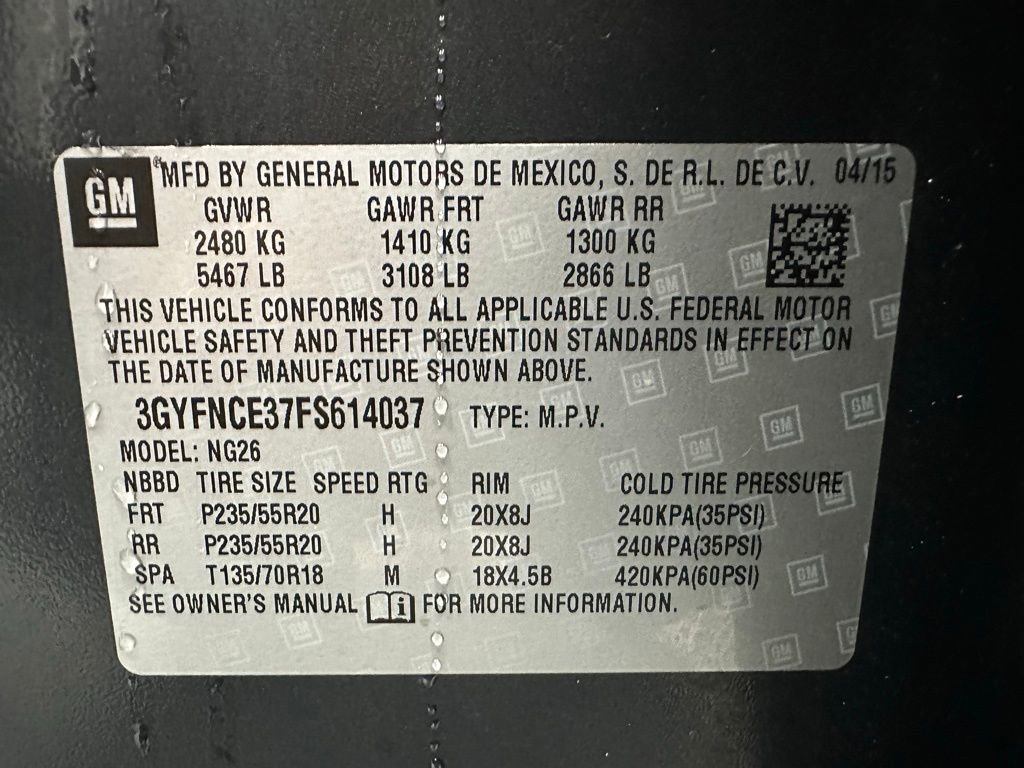 GM
®MFD BY GENERAL MOTORS DE MEXICO, S. DE R.L. DE C.V. 04/15
GVWR GAWR FRT GAWR RR
2480 KG 1410 KG 1300 KG
5467 LB 3108 LB 2866 LB
THIS VEHICLE CONFORMS TO ALL APPLICABLE U.S. FEDERAL MOTOR
VEHICLE SAFETY AND THEFT PREVENTION STANDARDS IN EFFECT ON
THE DATE OF MANUFACTURE SHOWN ABOVE.
3GYFNCE37FS614037 TYPE: M.P.V.
MODEL: NG26
NBBD TIRE SIZE SPEED RTG RIM COLD TIRE PRESSURE
FRT P235/55R20 H 20X8J 240KPA(35PSI)
RR P235/55R20 H 20X8J 240KPA(35PSI)
SPA T135/70R18 M 18X4.5B 420KPA(60PSI)
SEE OWNER'S MANUAL i FOR MORE INFORMATION.